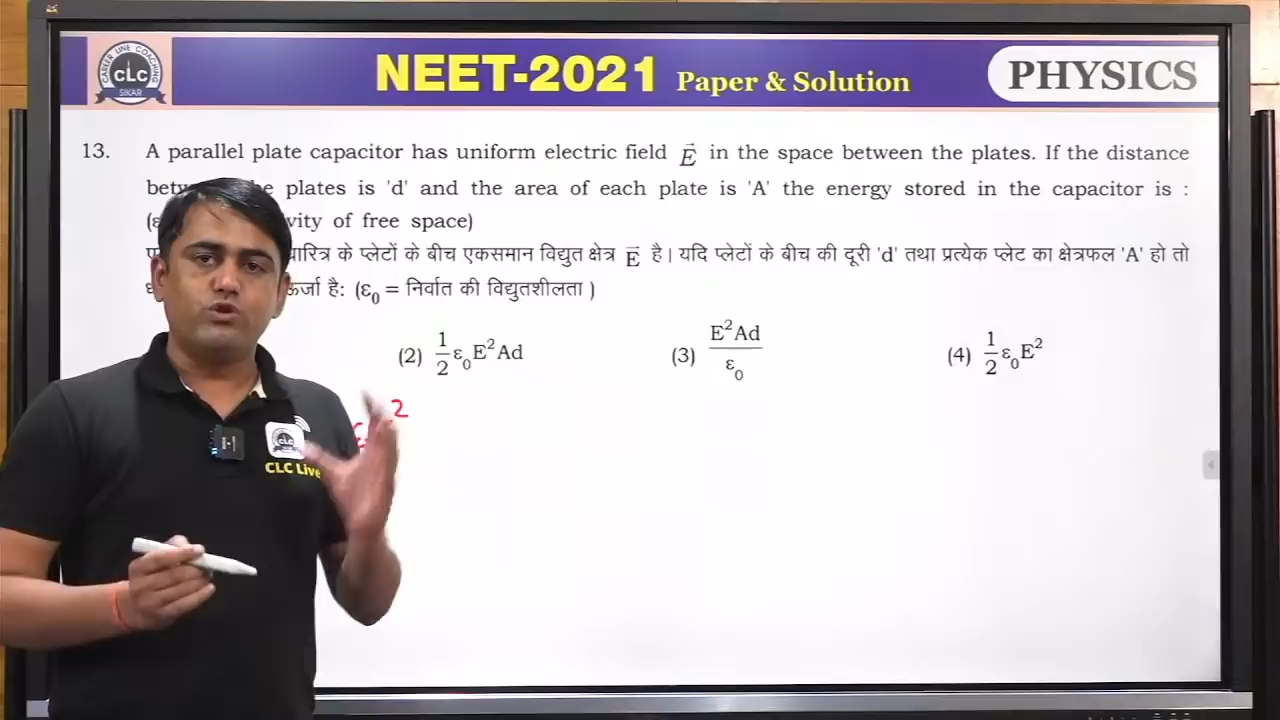 CAREER LINE COACHING
CLC
SIKAR
NEET-2021 Paper & Solution
PHYSICS
13. A parallel plate capacitor has uniform electric field E⃗ in the space between the plates. If the distance
plates is 'd' and the area of each plate is 'A' the energy stored in the capacitor is :
of free space)
के प्लेटों के बीच एकसमान विद्युत क्षेत्र E⃗ है। यदि प्लेटों के बीच की दूरी 'd' तथा प्रत्येक प्लेट का क्षेत्रफल 'A' हो तो
है: (ε₀ = निर्वात की विद्युतशीलता )
(2) 1/2 ε₀E²Ad (3) E²Ad/ε₀ (4) 1/2 ε₀E²
2
CLC
CLC Live